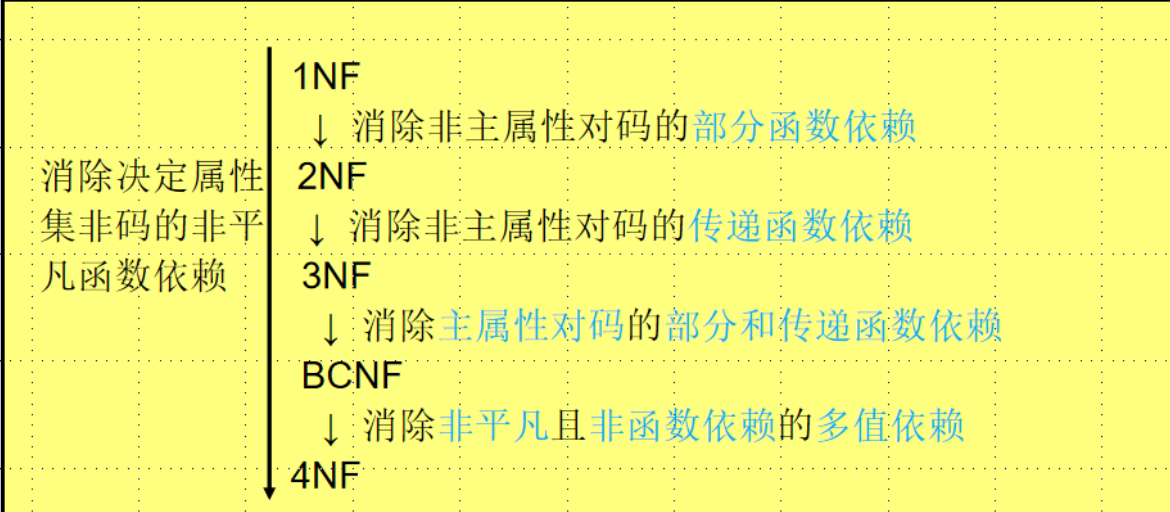 1NF
↓ 消除非主属性对码的部分函数依赖
消除决定属性
集非码的非平
凡函数依赖
2NF
↓ 消除非主属性对码的传递函数依赖
3NF
↓ 消除主属性对码的部分和传递函数依赖
BCNF
↓ 消除非平凡且非函数依赖的多值依赖
4NF